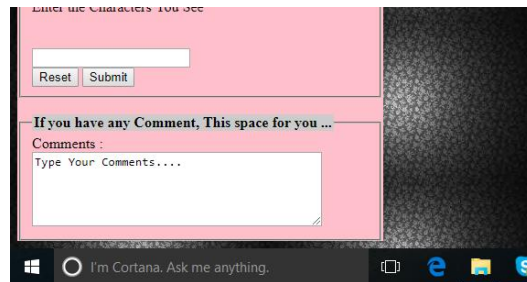 Enter the Characters You See
Reset Submit
If you have any Comment, This space for you ...
Comments :
Type Your Comments....
I'm Cortana. Ask me anything.